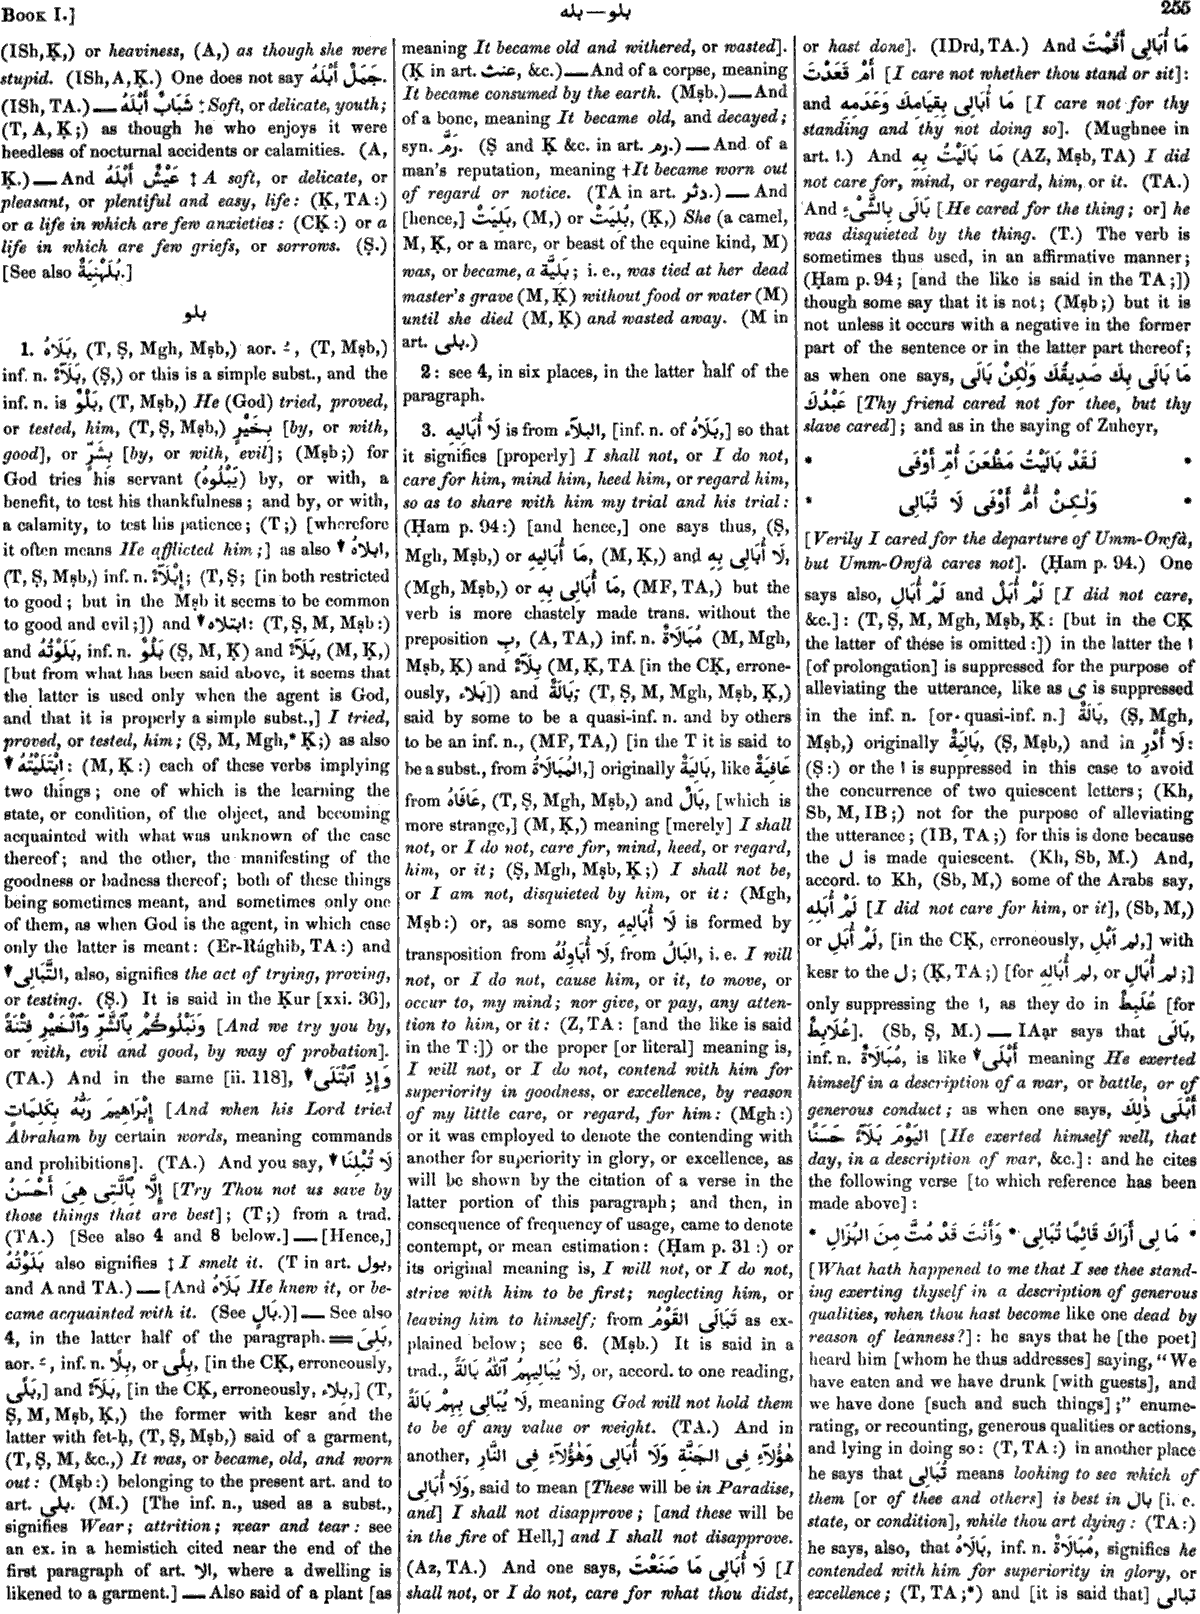 BOOK I.]
بلو — بله
255
(ISh,Ḳ,) or heaviness, (A,) as though she were
stupid. (ISh, A, Ḳ.) One does not say جَمَلٌ أَبْلَهُ.
(ISh, TA.) — شَبَابٌ أَبْلَهُ ‡ Soft, or delicate, youth;
(T, A, Ḳ;) as though he who enjoys it were
heedless of nocturnal accidents or calamities. (A,
Ḳ.) — And عَيْشٌ أَبْلَهُ ‡ A soft, or delicate, or
pleasant, or plentiful and easy, life: (Ḳ, TA:)
or a life in which are few anxieties: (CḲ:) or a
life in which are few griefs, or sorrows. (Ṣ.)
[See also بُلَهْنِيَةٌ.]
بلو
1. بَلَاهُ, (T, Ṣ, Mgh, Mṣb,) aor. ـُ, (T, Mṣb,)
inf. n. بَلَآءٌ, (Ṣ,) or this is a simple subst., and the
inf. n. is بَلْوٌ, (T, Mṣb,) He (God) tried, proved,
or tested, him, (T, Ṣ, Mṣb,) بِخَيْرٍ [by, or with,
good], or بِشَرٍّ [by, or with, evil]; (Mṣb;) for
God tries his servant (يَبْلُوهُ) by, or with, a
benefit, to test his thankfulness; and by, or with,
a calamity, to test his patience; (T;) [wherefore
it often means He afflicted him;] as also ▼ ابلاهُ,
(T, Ṣ, Mṣb,) inf. n. إِبْلَآءٌ; (T, Ṣ; [in both restricted
to good; but in the Mṣb it seems to be common
to good and evil;]) and ▼ ابتلاه: (T, Ṣ, M, Mṣb:)
and بَلَوْتُهُ, inf. n. بَلْوٌ (Ṣ, M, Ḳ) and بَلَآءٌ, (M, Ḳ,)
[but from what has been said above, it seems that
the latter is used only when the agent is God,
and that it is properly a simple subst.,] I tried,
proved, or tested, him; (Ṣ, M, Mgh,* Ḳ;) as also
▼ اِبْتَلَيْتُهُ: (M, Ḳ:) each of these verbs implying
two things; one of which is the learning the
state, or condition, of the object, and becoming
acquainted with what was unknown of the case
thereof; and the other, the manifesting of the
goodness or badness thereof; both of these things
being sometimes meant, and sometimes only one
of them, as when God is the agent, in which case
only the latter is meant: (Er-Rághib, TA:) and
▼ التَّبَالِى, also, signifies the act of trying, proving,
or testing. (Ṣ.) It is said in the Ḳur [xxi. 36],
وَنَبْلُوكُمْ بِالشَّرِّ وَٱلْخَيْرِ فِتْنَةً [And we try you by,
or with, evil and good, by way of probation].
(TA.) And in the same [ii. 118], ▼ وَإِذِ ٱبْتَلَى
إِبْرَاهِيمَ رَبُّهُ بِكَلِمَاتٍ [And when his Lord tried
Abraham by certain words, meaning commands
and prohibitions]. (TA.) And you say, ▼ لَا تُبْلِنَا
إِلَّا بِٱلَّتِى هِىَ أَحْسَنُ [Try Thou not us save by
those things that are best]; (T;) from a trad.
(TA.) [See also 4 and 8 below.] — [Hence,]
بَلَوْتُهُ also signifies ‡ I smelt it. (T in art. بول,
and A and TA.) — [And بَلَاهُ He knew it, or be-
came acquainted with it. (See بَالٍ.)] — See also
4, in the latter half of the paragraph. = بَلِىَ,
aor. ـَ, inf. n. بِلًا, or بِلًى, [in the CḲ, erroneously,
بَلًى,] and بَلَآءٌ, [in the CḲ, erroneously, بِلاء,] (T,
Ṣ, M, Mṣb, Ḳ,) the former with kesr and the
latter with fet-ḥ, (T, Ṣ, Mṣb,) said of a garment,
(T, Ṣ, M, &c.,) It was, or became, old, and worn
out: (Mṣb:) belonging to the present art. and to
art. بلى. (M.) [The inf. n., used as a subst.,
signifies Wear; attrition; wear and tear: see
an ex. in a hemistich cited near the end of the
first paragraph of art. الا, where a dwelling is
likened to a garment.] — Also said of a plant [as
meaning It became old and withered, or wasted].
(Ḳ in art. عنث, &c.) — And of a corpse, meaning
It became consumed by the earth. (Mṣb.) — And
of a bone, meaning It became old, and decayed;
syn. رَمَّ. (Ṣ and Ḳ &c. in art. رم.) — And of a
man's reputation, meaning † It became worn out
of regard or notice. (TA in art. دثر.) — And
[hence,] بَلِيَتْ, (M,) or بُلِيَتْ, (Ḳ,) She (a camel,
M, Ḳ, or a mare, or beast of the equine kind, M)
was, or became, a بَلِيَّة; i. e., was tied at her dead
master's grave (M, Ḳ) without food or water (M)
until she died (M, Ḳ) and wasted away. (M in
art. بلى.)
2: see 4, in six places, in the latter half of the
paragraph.
3. لَا أُبَالِيهِ is from البلآء, [inf. n. of بَلَاهُ,] so that
it signifies [properly] I shall not, or I do not,
care for him, mind him, heed him, or regard him,
so as to share with him my trial and his trial:
(Ḥam p. 94:) [and hence,] one says thus, (Ṣ,
Mgh, Mṣb,) or مَا أُبَالِيهِ, (M, Ḳ,) and لَا أُبَالِى بِهِ,
(Mgh, Mṣb,) or مَا أُبَالِى بِهِ, (MF, TA,) but the
verb is more chastely made trans. without the
preposition بِ, (A, TA,) inf. n. مُبَالَاةٌ (M, Mgh,
Mṣb, Ḳ) and بِلَآءٌ (M, Ḳ, TA [in the CḲ, errone-
ously, بَلاء]) and بَالَةٌ; (T, Ṣ, M, Mgh, Mṣb, Ḳ,)
said by some to be a quasi-inf. n. and by others
to be an inf. n., (MF, TA,) [in the T it is said to
be a subst., from المُبَالَاةُ,] originally بَالِيَةٌ, like عَافِيَةٌ
from عَافَاهُ, (T, Ṣ, Mgh, Mṣb,) and بَالٌ, [which is
more strange,] (M, Ḳ,) meaning [merely] I shall
not, or I do not, care for, mind, heed, or regard,
him, or it; (Ṣ, Mgh, Mṣb, Ḳ;) I shall not be,
or I am not, disquieted by him, or it: (Mgh,
Mṣb:) or, as some say, لَا أُبَالِيهِ is formed by
transposition from لَا أُبَاوِلُهُ, from البَالُ, i. e. I will
not, or I do not, cause him, or it, to move, or
occur to, my mind; nor give, or pay, any atten-
tion to him, or it: (Z, TA: [and the like is said
in the T:]) or the proper [or literal] meaning is,
I will not, or I do not, contend with him for
superiority in goodness, or excellence, by reason
of my little care, or regard, for him: (Mgh:)
or it was employed to denote the contending with
another for superiority in glory, or excellence, as
will be shown by the citation of a verse in the
latter portion of this paragraph; and then, in
consequence of frequency of usage, came to denote
contempt, or mean estimation: (Ḥam p. 31:) or
its original meaning is, I will not, or I do not,
strive with him to be first; neglecting him, or
leaving him to himself; from تَبَالَى القَوْمُ as ex-
plained below; see 6. (Mṣb.) It is said in a
trad., لَا يُبَالِيهِمُ ٱللّٰهُ بَالَةً, or, accord. to one reading,
لَا يُبَالِى بِهِمْ بَالَةً, meaning God will not hold them
to be of any value or weight. (TA.) And in
another, هٰؤُلَآءِ فِى الجَنَّةِ وَلَا أُبَالِى وَهٰؤُلَآءِ فِى النَّارِ
وَلَا أُبَالِى, said to mean [These will be in Paradise,
and] I shall not disapprove; [and these will be
in the fire of Hell,] and I shall not disapprove.
(Az, TA.) And one says, لَا أُبَالِى مَا صَنَعْتَ [I
shall not, or I do not, care for what thou didst,
or hast done]. (IDrd, TA.) And مَا أُبَالِى أَقُمْتَ
أَمْ قَعَدْتَ [I care not whether thou stand or sit]:
and مَا أُبَالِى بِقِيَامِكَ وَعَدَمِهِ [I care not for thy
standing and thy not doing so]. (Mughnee in
art. ا.) And مَا بَالَيْتُ بِهِ (AZ, Mṣb, TA) I did
not care for, mind, or regard, him, or it. (TA.)
And بَالَى بِالشَّىْءِ [He cared for the thing; or] he
was disquieted by the thing. (T.) The verb is
sometimes thus used, in an affirmative manner;
(Ḥam p. 94; [and the like is said in the TA;])
though some say that it is not; (Mṣb;) but it is
not unless it occurs with a negative in the former
part of the sentence or in the latter part thereof;
as when one says, مَا بَالَى بِكَ صَدِيقُكَ وَلٰكِنْ بَالَى
عَبْدُكَ [Thy friend cared not for thee, but thy
slave cared]; and as in the saying of Zuheyr,
* لَقَدْ بَالَيْتُ مَظْعَنَ أُمِّ أَوْفَى *
* وَلٰكِنْ أُمُّ أَوْفَى لَا تُبَالِى *
[Verily I cared for the departure of Umm-Owfà,
but Umm-Owfà cares not]. (Ḥam p. 94.) One
says also, لَمْ أُبَالِ and لَمْ أُبَلْ [I did not care,
&c.]: (T, Ṣ, M, Mgh, Mṣb, Ḳ: [but in the CḲ
the latter of these is omitted:]) in the latter the ا
[of prolongation] is suppressed for the purpose of
alleviating the utterance, like as ى is suppressed
in the inf. n. [or quasi-inf. n.] بَالَةٌ, (Ṣ, Mgh,
Mṣb,) originally بَالِيَةٌ, (Ṣ, Mṣb,) and in لَا أَدْرِ:
(Ṣ:) or the ا is suppressed in this case to avoid
the concurrence of two quiescent letters; (Kh,
Sb, M, IB;) not for the purpose of alleviating
the utterance; (IB, TA;) for this is done because
the ل is made quiescent. (Kh, Sb, M.) And,
accord. to Kh, (Sb, M,) some of the Arabs say,
لَمْ أُبَلِهِ [I did not care for him, or it], (Sb, M,)
or لَمْ أُبَلِ, [in the CḲ, erroneously, لم أَبْلِ,] with
kesr to the ل; (Ḳ, TA;) [for لم أُبَالِهِ, or لم أُبَالِ;]
only suppressing the ا, as they do in عُلَبِطٌ [for
عُلَابِطٌ]. (Sb, Ṣ, M.) — IAạr says that بَالَى,
inf. n. مُبَالَاةٌ, is like ▼ أَبْلَى meaning He exerted
himself in a description of a war, or battle, or of
generous conduct; as when one says, أَبْلَى ذٰلِكَ
اليَوْمَ بَلَآءً حَسَنًا [He exerted himself well, that
day, in a description of war, &c.]: and he cites
the following verse [to which reference has been
made above]:
* مَا لِى أَرَاكَ قَائِمًا تُبَالِى * وَأَنْتَ قَدْ مُتَّ مِنَ الهُزَالِ *
[What hath happened to me that I see thee stand-
ing exerting thyself in a description of generous
qualities, when thou hast become like one dead by
reason of leanness?]: he says that he [the poet]
heard him [whom he thus addresses] saying, "We
have eaten and we have drunk [with guests], and
we have done [such and such things];" enume-
rating, or recounting, generous qualities or actions,
and lying in doing so: (T, TA:) in another place
he says that تُبَالِى means looking to see which of
them [or of thee and others] is best in بَال [i. e.
state, or condition], while thou art dying: (TA:)
he says, also, that بَالَاهُ, inf. n. مُبَالَاةٌ, signifies he
contended with him for superiority in glory, or
excellence; (T, TA;*) and [it is said that] تبالى